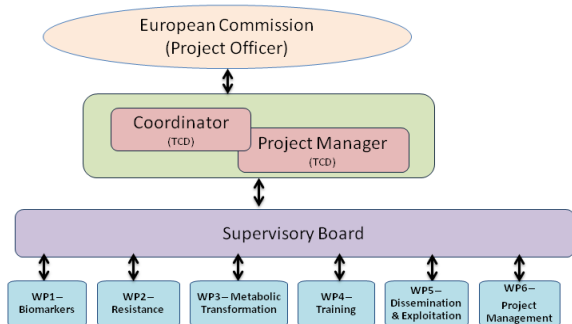 European Commission
(Project Officer)
Coordinator
(TCD)
Project Manager
(TCD)
Supervisory Board
WP1–
Biomarkers
WP2–
Resistance
WP3– Metabolic
Transformation
WP4–
Training
WP5–
Dissemination
& Exploitation
WP6–
Project
Management